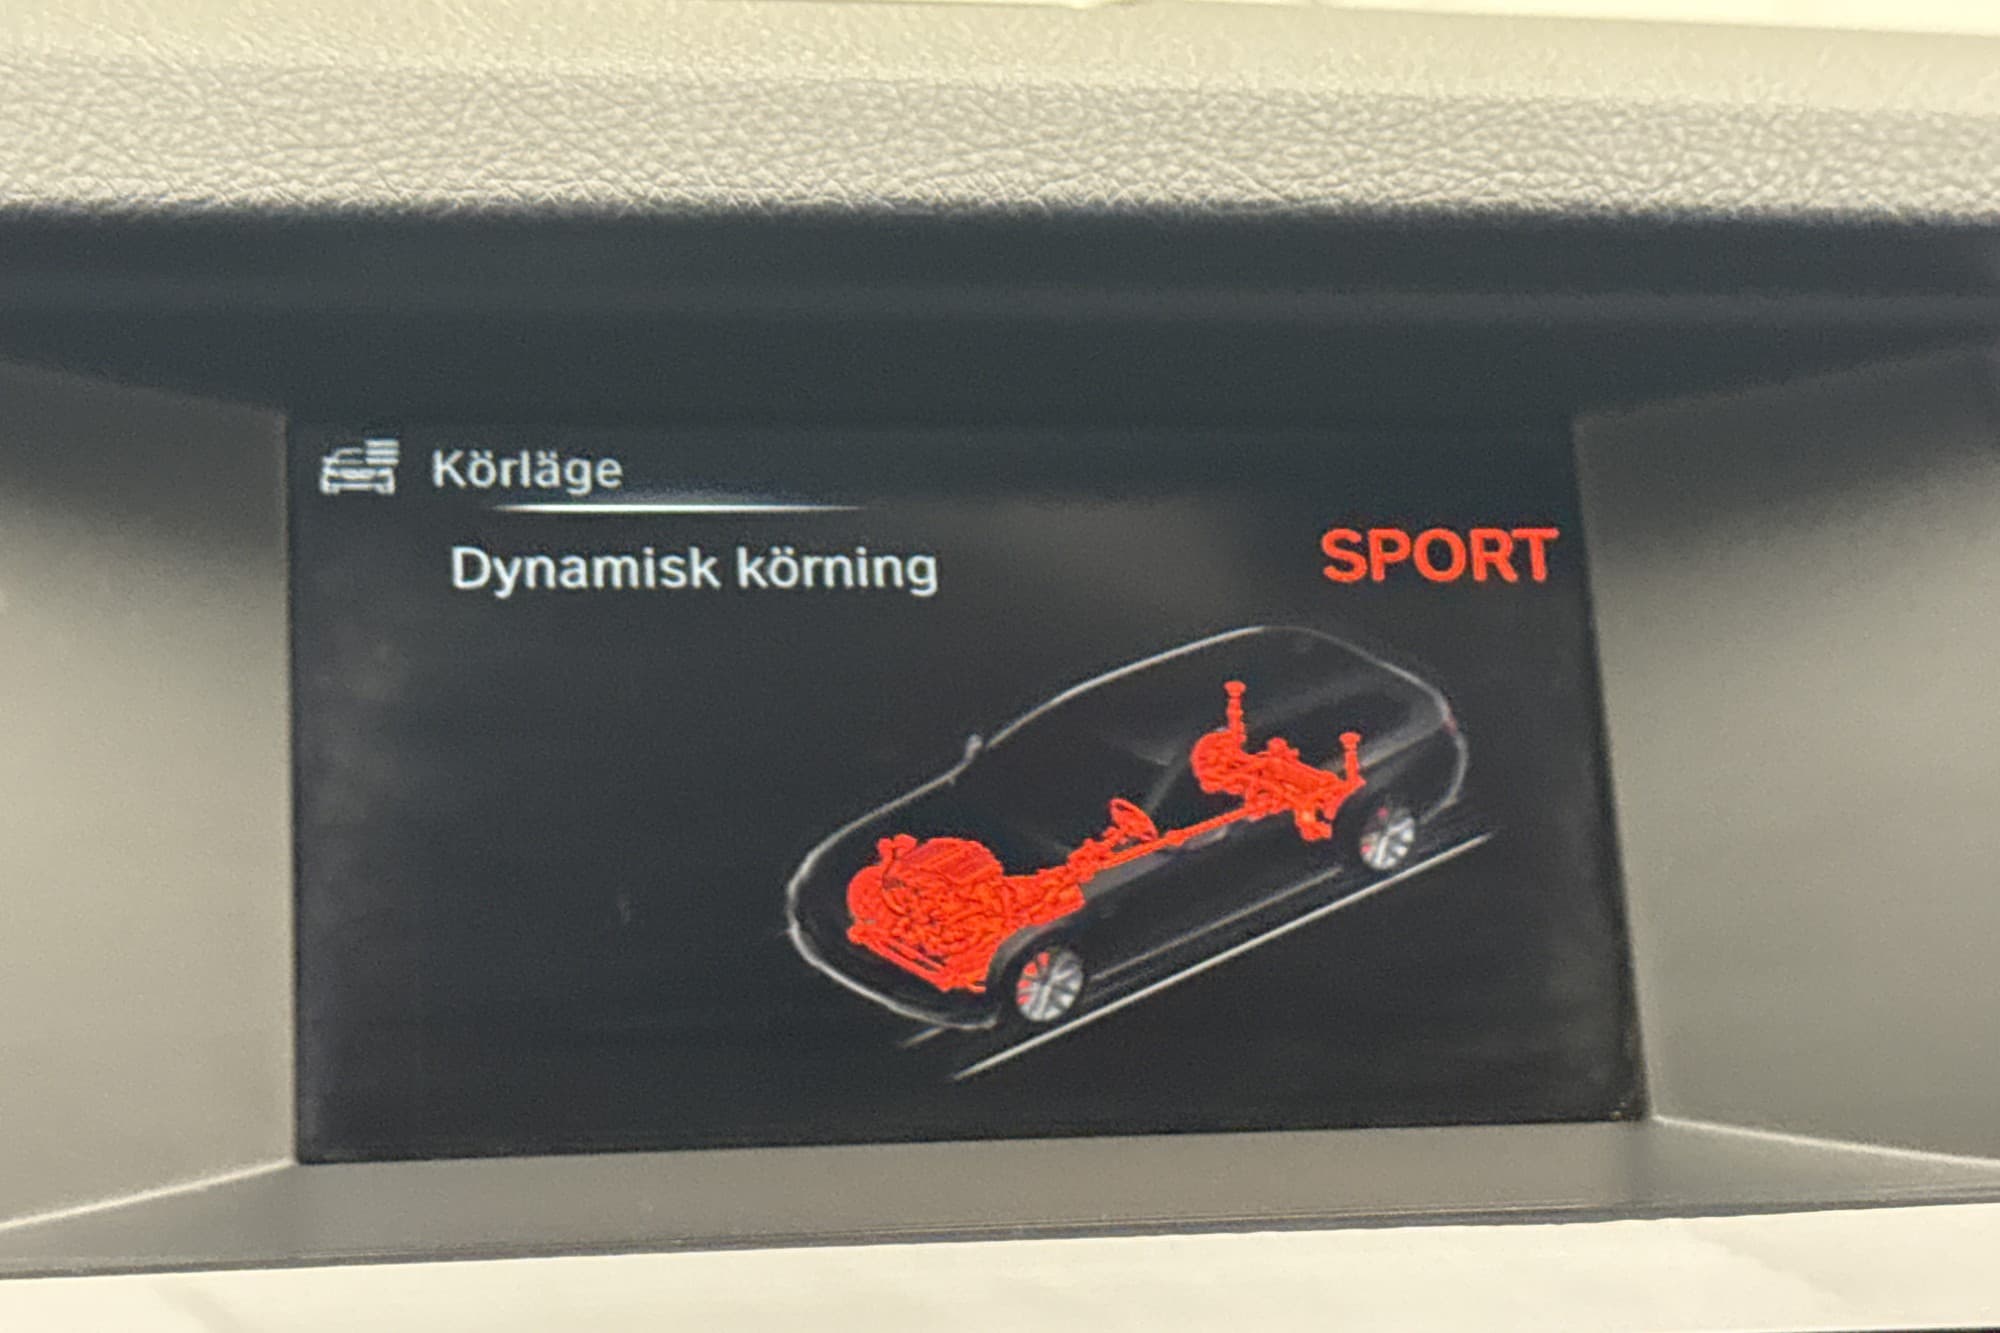 Körläge
Dynamisk körning
SPORT